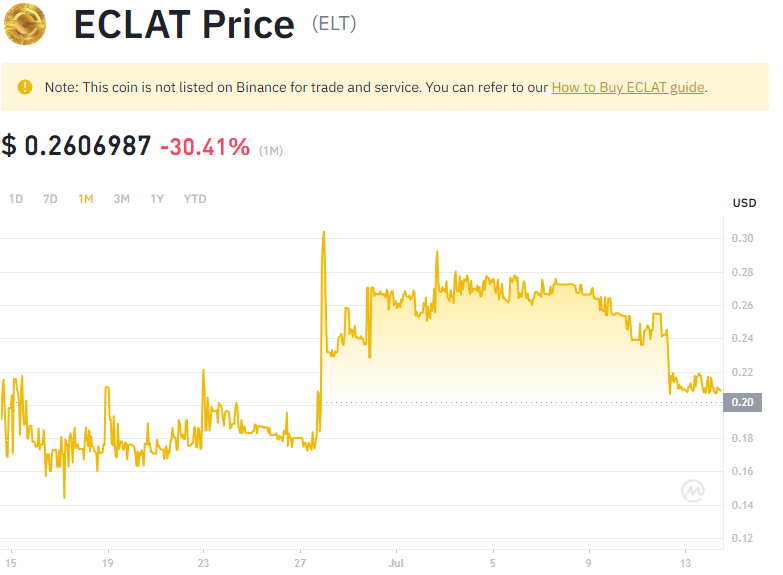 ECLAT Price (ELT)
Note: This coin is not listed on Binance for trade and service. You can refer to our How to Buy ECLAT guide.
$ 0.2606987 -30.41% (1M)
1D 7D 1M 3M 1Y YTD
USD
0.30
0.28
0.26
0.24
0.22
0.20
0.18
0.16
0.14
0.12
15 19 23 27 Jul 5 9 13